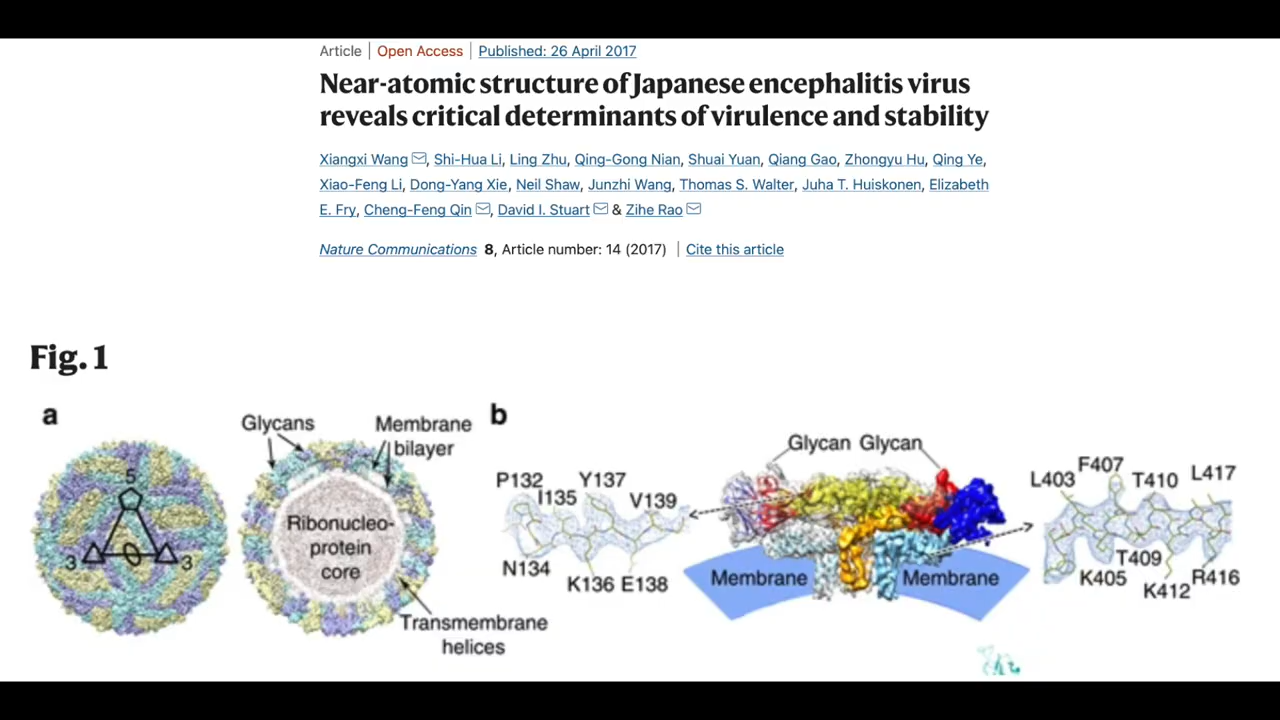 Article | Open Access | Published: 26 April 2017
Near-atomic structure of Japanese encephalitis virus
reveals critical determinants of virulence and stability
Xiangxi Wang, Shi-Hua Li, Ling Zhu, Qing-Gong Nian, Shuai Yuan, Qiang Gao, Zhongyu Hu, Qing Ye,
Xiao-Feng Li, Dong-Yang Xie, Neil Shaw, Junzhi Wang, Thomas S. Walter, Juha T. Huiskonen, Elizabeth
E. Fry, Cheng-Feng Qin, David I. Stuart & Zihe Rao
Nature Communications 8, Article number: 14 (2017) | Cite this article
Fig. 1
a
5
3
3
Glycans
Membrane
bilayer
Ribonucleo-
protein
core
Transmembrane
helices
b
P132
I135
Y137
V139
N134
K136 E138
Glycan Glycan
Membrane
Membrane
L403
F407
T410
L417
K405
T409
K412
R416